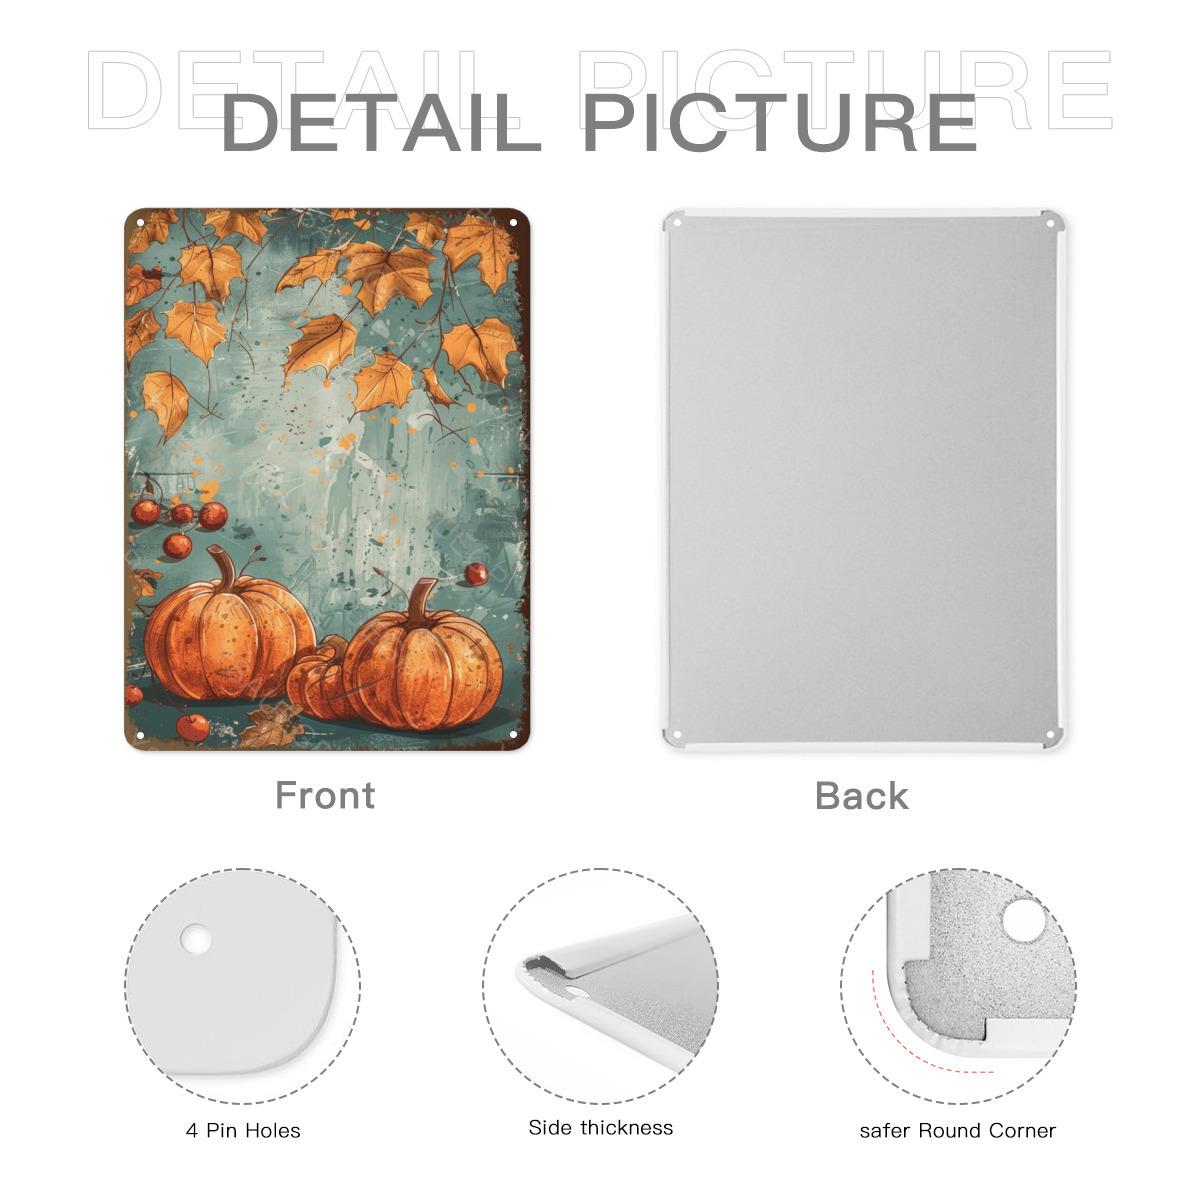 DETAIL PICTURE
DETAIL PICTURE
Front
Back
4 Pin Holes
Side thickness
safer Round Corner